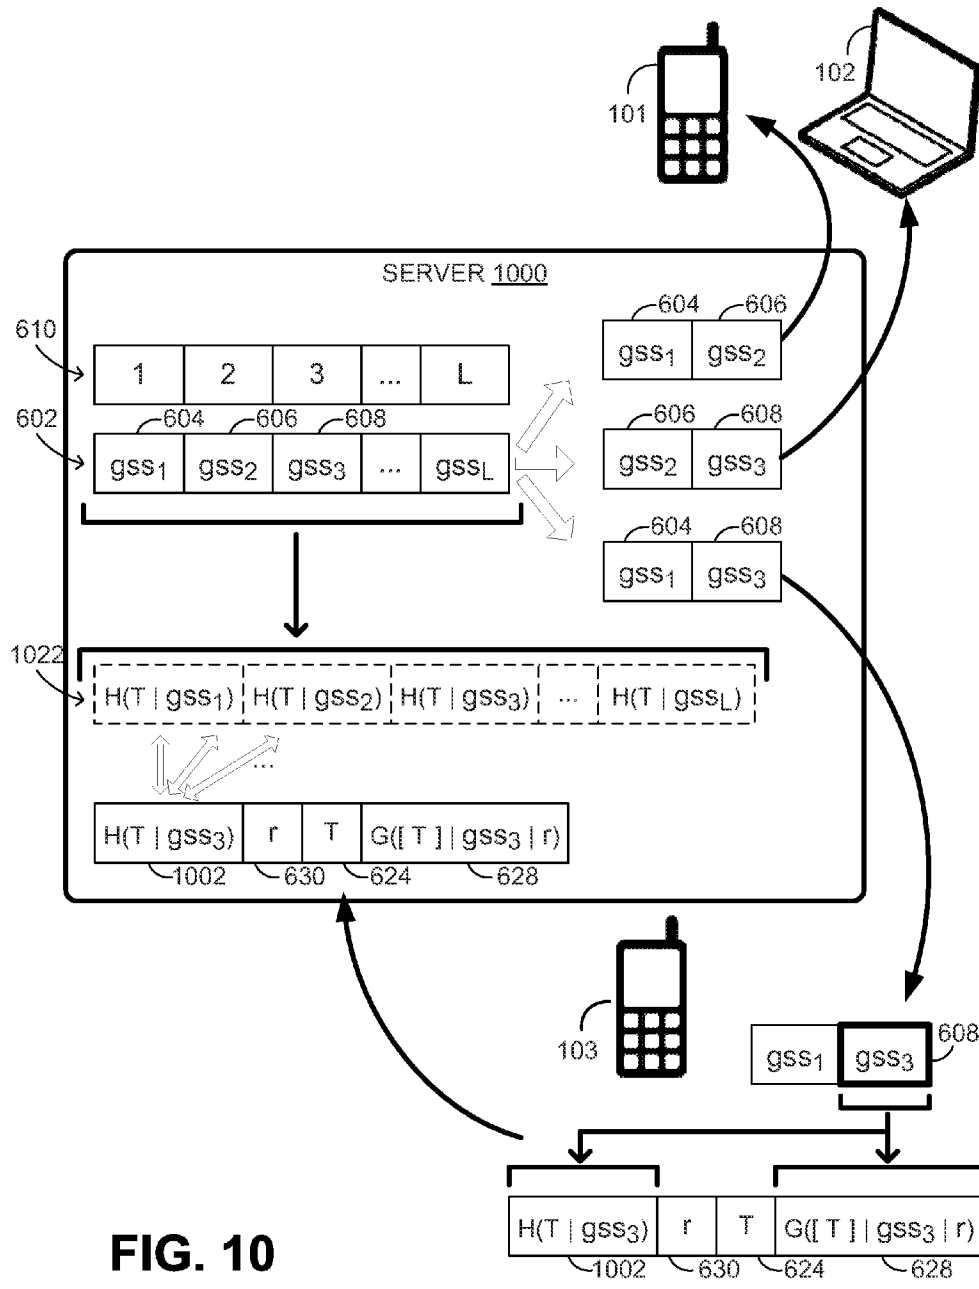 101
102
SERVER 1000
610
1 2 3 ... L
602
604 606 608
gss₁ gss₂ gss₃ ... gssL
604 606
gss₁ gss₂
606 608
gss₂ gss₃
604 608
gss₁ gss₃
1022
H(T | gss₁) H(T | gss₂) H(T | gss₃) ... H(T | gssL)
...
H(T | gss₃) r T G([ T ] | gss₃ | r)
1002 630 624 628
103
608
gss₁ gss₃
H(T | gss₃) r T G([ T ] | gss₃ | r)
1002 630 624 628
FIG. 10